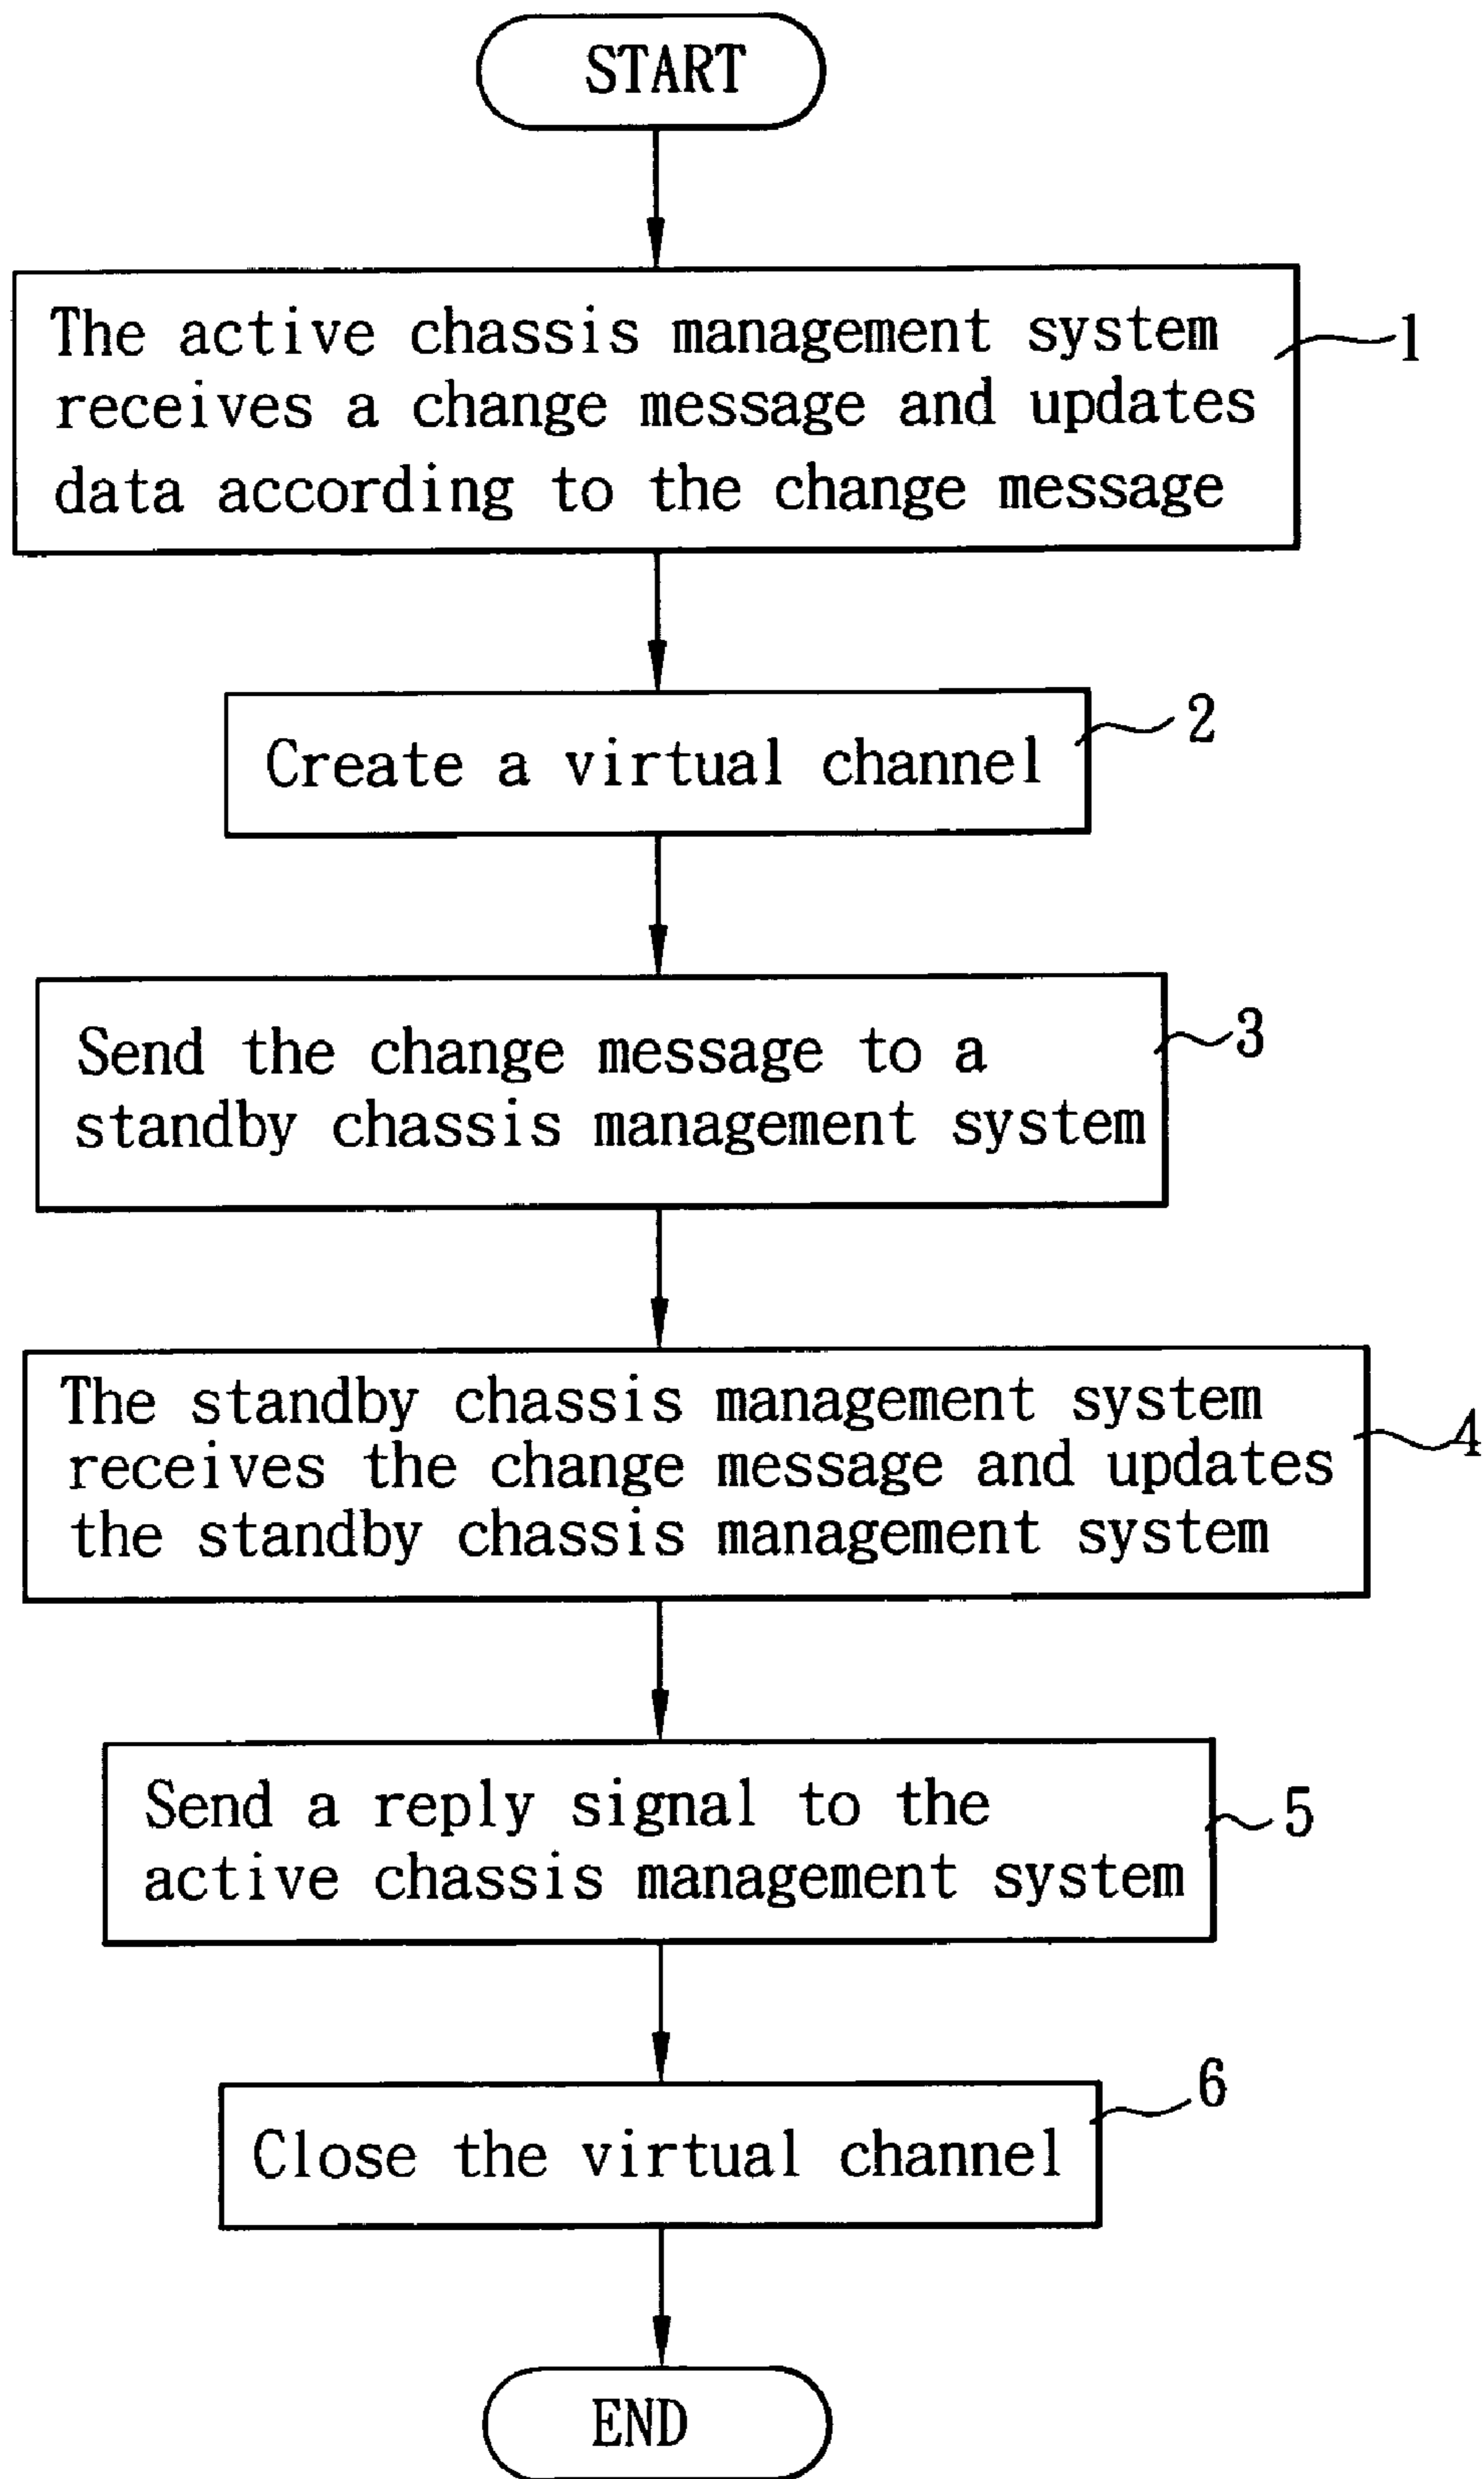 START
The active chassis management system
receives a change message and updates
data according to the change message
1
Create a virtual channel
2
Send the change message to a
standby chassis management system
3
The standby chassis management system
receives the change message and updates
the standby chassis management system
4
Send a reply signal to the
active chassis management system
5
Close the virtual channel
6
END